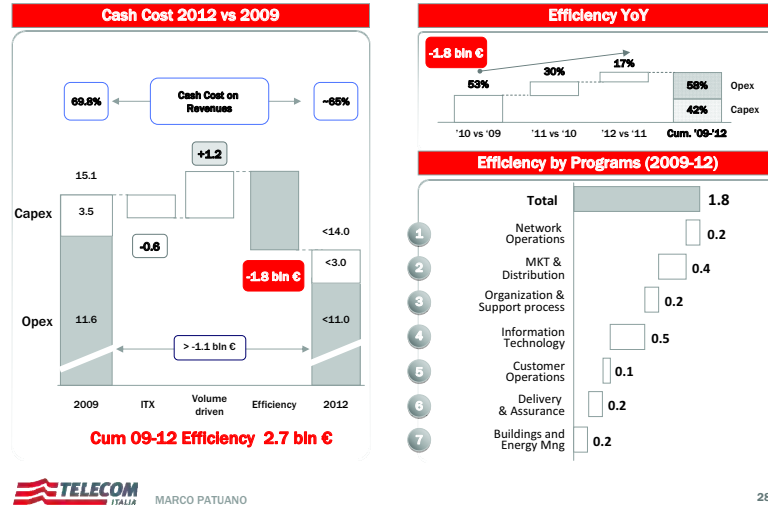 Cash Cost 2012 vs 2009
69.8%
Cash Cost on
Revenues
~65%
+1.2
15.1
Capex
3.5
-0.6
<14.0
<3.0
-1.8 bln €
Opex
11.6
<11.0
> -1.1 bln €
2009
ITX
Volume
driven
Efficiency
2012
Cum 09-12 Efficiency 2.7 bln €
Efficiency YoY
-1.8 bln €
53%
30%
17%
58%
Opex
42%
Capex
'10 vs '09
'11 vs '10
'12 vs '11
Cum. '09-'12
Efficiency by Programs (2009-12)
Total
1.8
1
Network
Operations
0.2
2
MKT &
Distribution
0.4
3
Organization &
Support process
0.2
4
Information
Technology
0.5
5
Customer
Operations
0.1
6
Delivery
& Assurance
0.2
7
Buildings and
Energy Mng
0.2
TELECOM
ITALIA
MARCO PATUANO
28